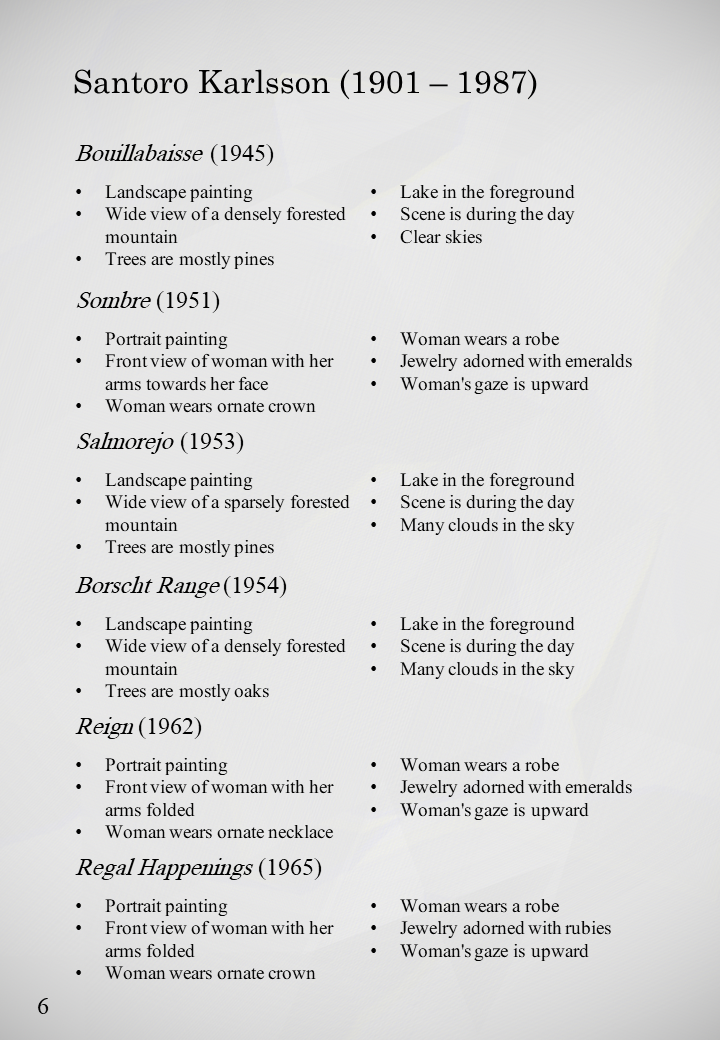 Santoro Karlsson (1901 – 1987)
Bouillabaisse (1945)
• Landscape painting
• Wide view of a densely forested
mountain
• Trees are mostly pines
• Lake in the foreground
• Scene is during the day
• Clear skies
Sombre (1951)
• Portrait painting
• Front view of woman with her
arms towards her face
• Woman wears ornate crown
• Woman wears a robe
• Jewelry adorned with emeralds
• Woman's gaze is upward
Salmorejo (1953)
• Landscape painting
• Wide view of a sparsely forested
mountain
• Trees are mostly pines
• Lake in the foreground
• Scene is during the day
• Many clouds in the sky
Borscht Range (1954)
• Landscape painting
• Wide view of a densely forested
mountain
• Trees are mostly oaks
• Lake in the foreground
• Scene is during the day
• Many clouds in the sky
Reign (1962)
• Portrait painting
• Front view of woman with her
arms folded
• Woman wears ornate necklace
• Woman wears a robe
• Jewelry adorned with emeralds
• Woman's gaze is upward
Regal Happenings (1965)
• Portrait painting
• Front view of woman with her
arms folded
• Woman wears ornate crown
• Woman wears a robe
• Jewelry adorned with rubies
• Woman's gaze is upward
6